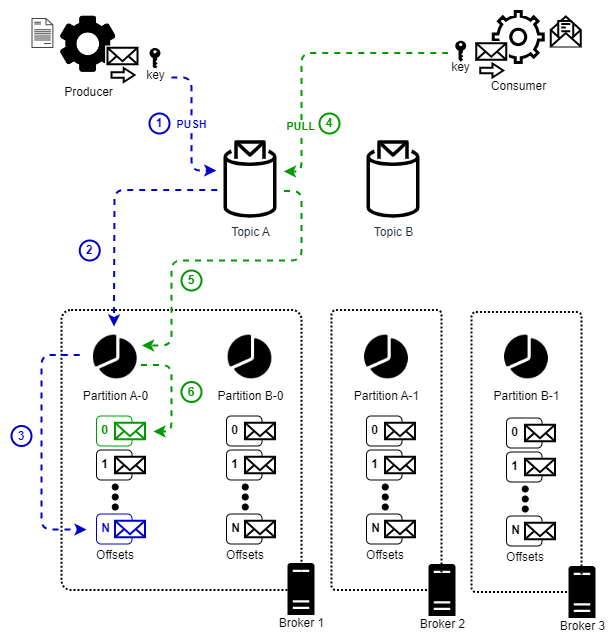 key
Producer
key
Consumer
1 PUSH
PULL 4
Topic A
Topic B
2
5
Partition A-0
Partition B-0
Partition A-1
Partition B-1
6
3
0
0
0
0
1
1
1
1
N
N
N
N
Offsets
Offsets
Offsets
Offsets
Broker 1
Broker 2
Broker 3